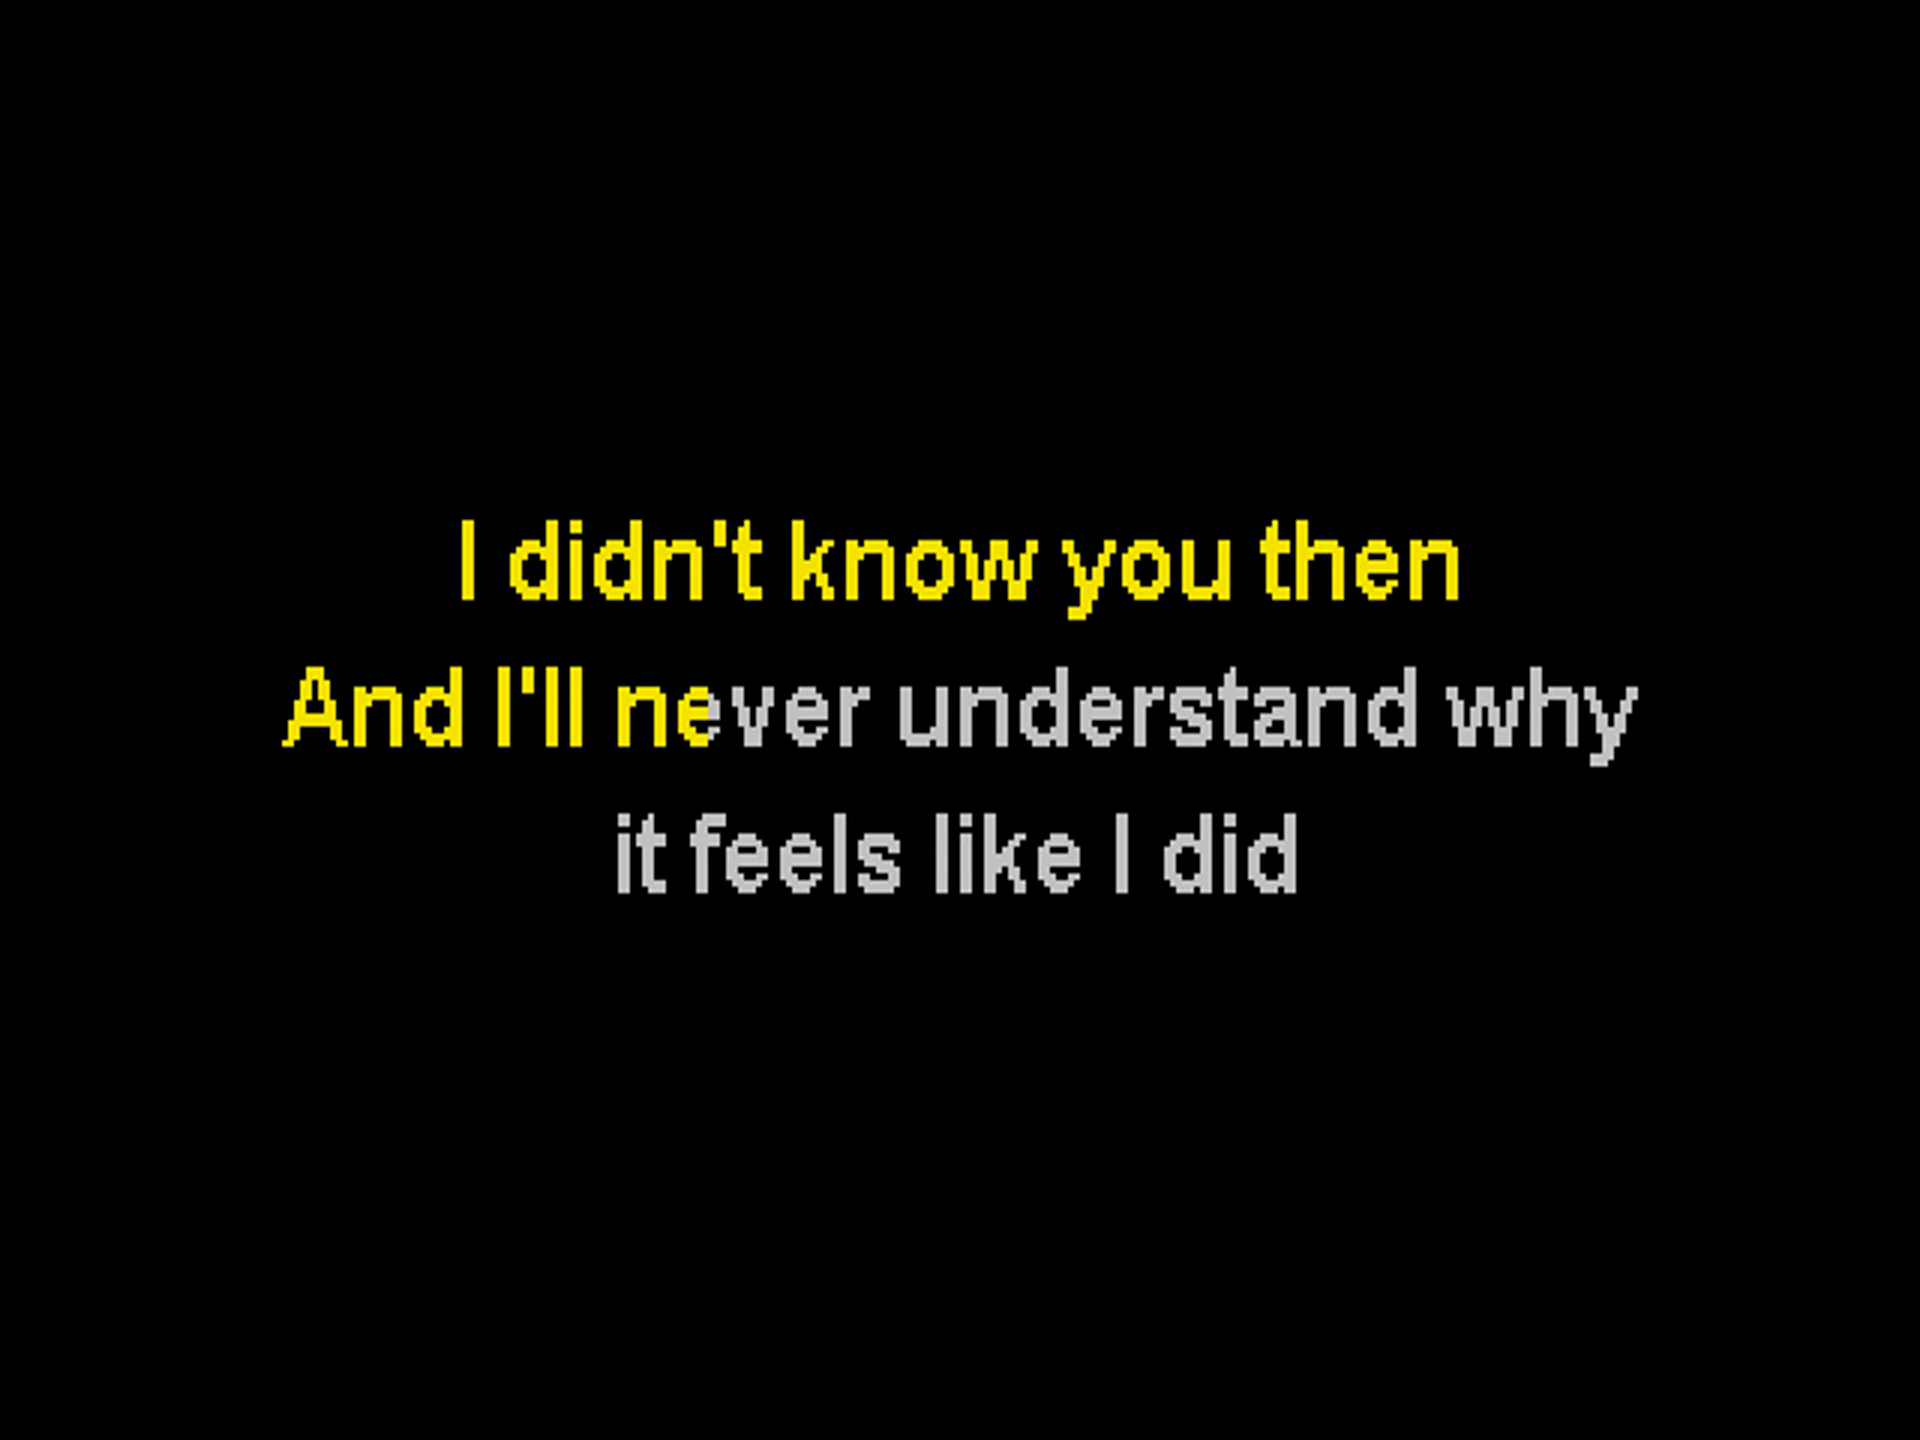 I didn't know you then
And I'll never understand why
it feels like I did